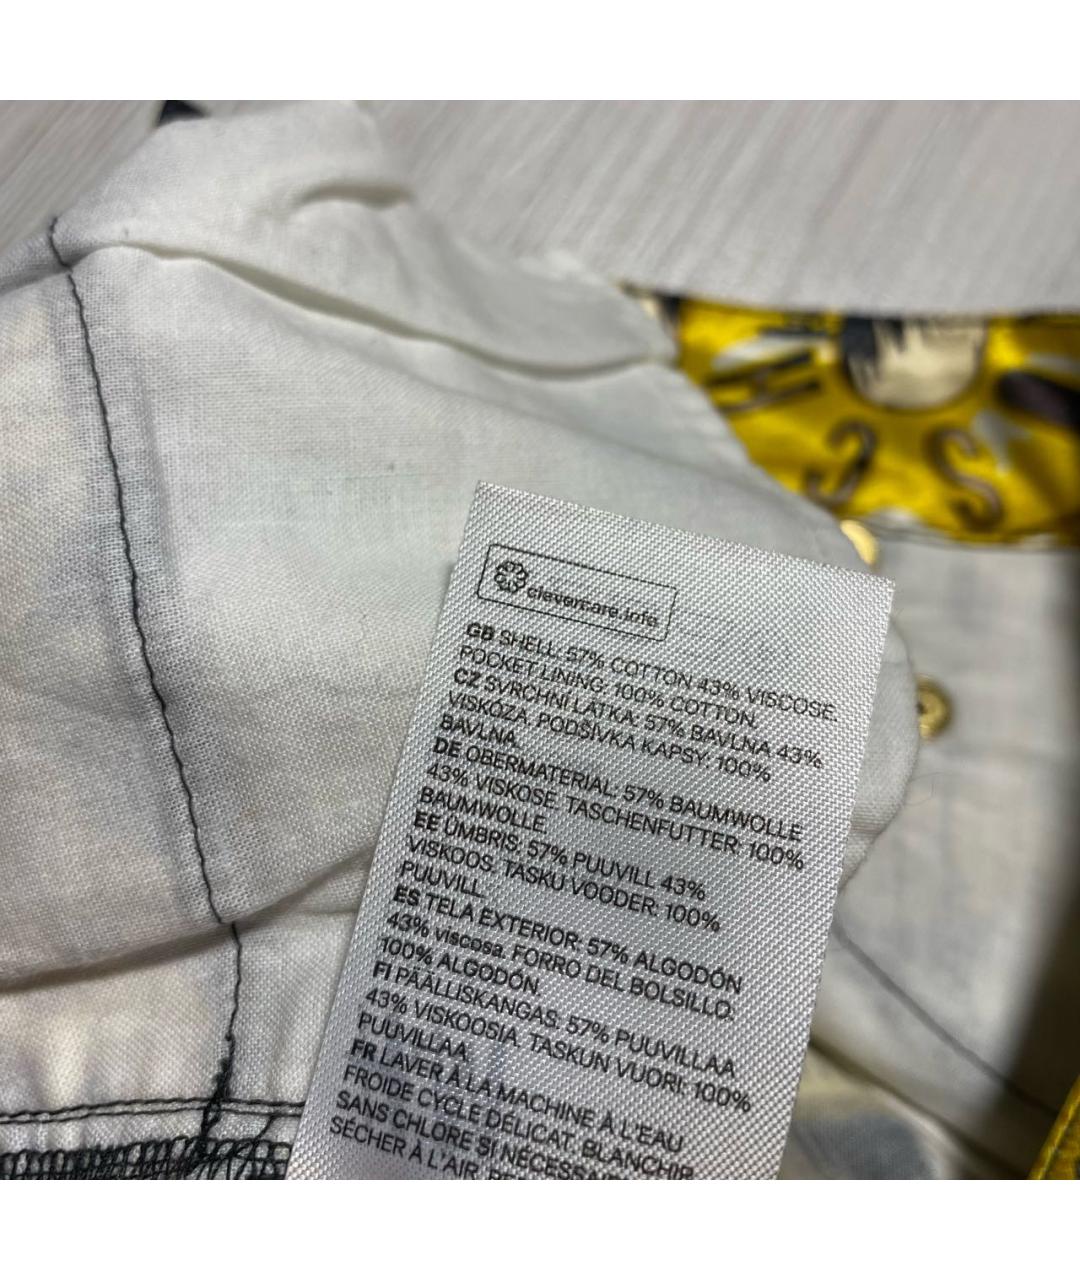 clevercare.info
GB SHELL: 57% COTTON 43% VISCOSE.
POCKET LINING: 100% COTTON.
CZ SVRCHNÍ LÁTKA: 57% BAVLNA 43%
VISKÓZA. PODŠÍVKA KAPSY: 100%
BAVLNA.
DE OBERMATERIAL: 57% BAUMWOLLE
43% VISKOSE. TASCHENFUTTER: 100%
BAUMWOLLE.
EE ÜMBRIS: 57% PUUVILL 43%
VISKOOS. TASKU VOODER: 100%
PUUVILL.
ES TELA EXTERIOR: 57% ALGODÓN
43% viscosa. FORRO DEL BOLSILLO:
100% ALGODÓN.
FI PÄÄLLISKANGAS: 57% PUUVILLAA
43% VISKOOSIA. TASKUN VUORI: 100%
PUUVILLAA.
FR LAVER À LA MACHINE À L'EAU
FROIDE CYCLE DÉLICAT. BLANCHIR
SANS CHLORE SI NÉCESSAI
SÉCHER À L'AIR.
H
C
S